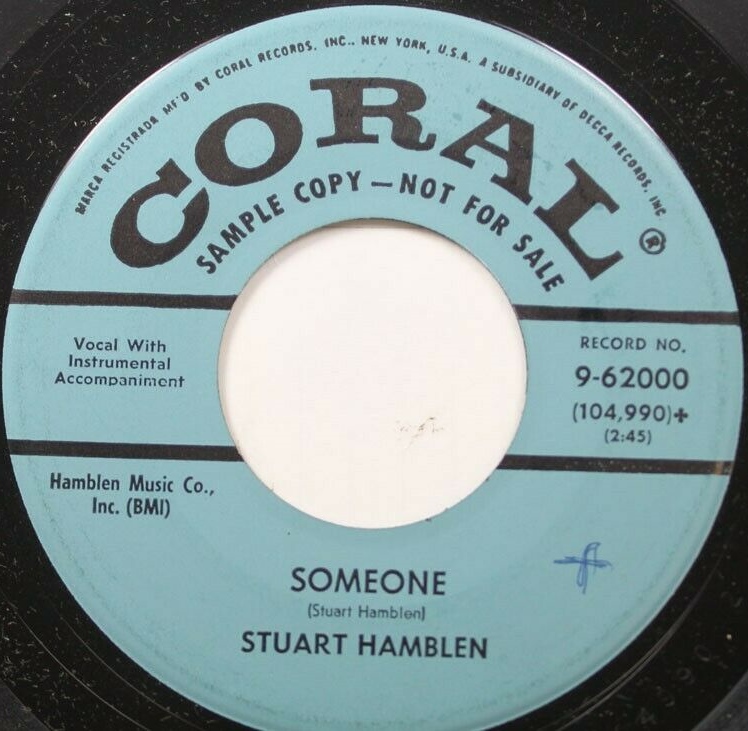 MARCA REGISTRADA MF'D BY CORAL RECORDS, INC., NEW YORK, U.S.A. A SUBSIDIARY OF DECCA RECORDS, INC
CORAL ®
SAMPLE COPY — NOT FOR SALE
Vocal With
Instrumental
Accompaniment
RECORD NO.
9-62000
(104,990)+
(2:45)
Hamblen Music Co.,
Inc. (BMI)
SOMEONE
(Stuart Hamblen)
STUART HAMBLEN